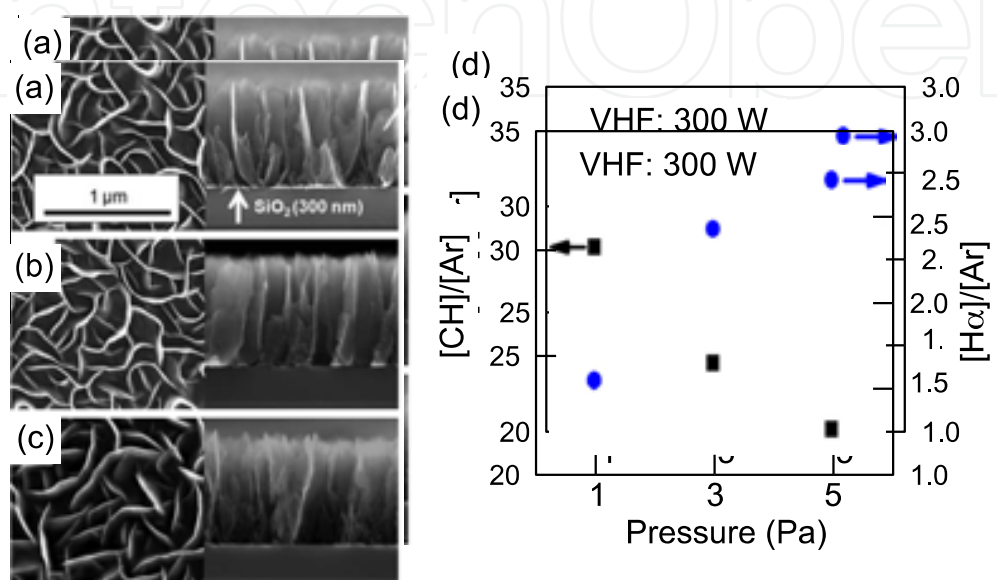 (a)
(a)
1 μm
SiO2 (300 nm)
(b)
(c)
(d)
(d)
35
35
30
30
25
25
20
20
VHF: 300 W
VHF: 300 W
3.0
3.0
2.5
2.5
2.
2.0
1.
1.5
1.0
1.0
[CH]/[Ar]
[Hα]/[Ar]
1 3 5
Pressure (Pa)